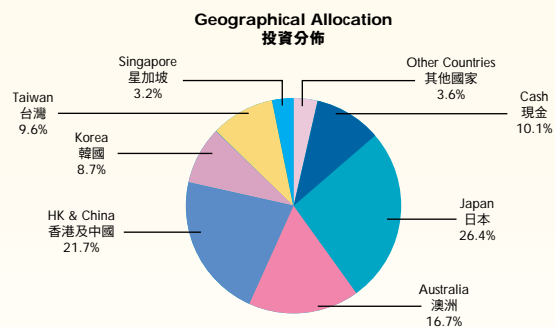 Geographical Allocation
投資分佈
Singapore
星加坡
3.2%
Other Countries
其他國家
3.6%
Taiwan
台灣
9.6%
Cash
現金
10.1%
Korea
韓國
8.7%
Japan
日本
26.4%
HK & China
香港及中國
21.7%
Australia
澳洲
16.7%